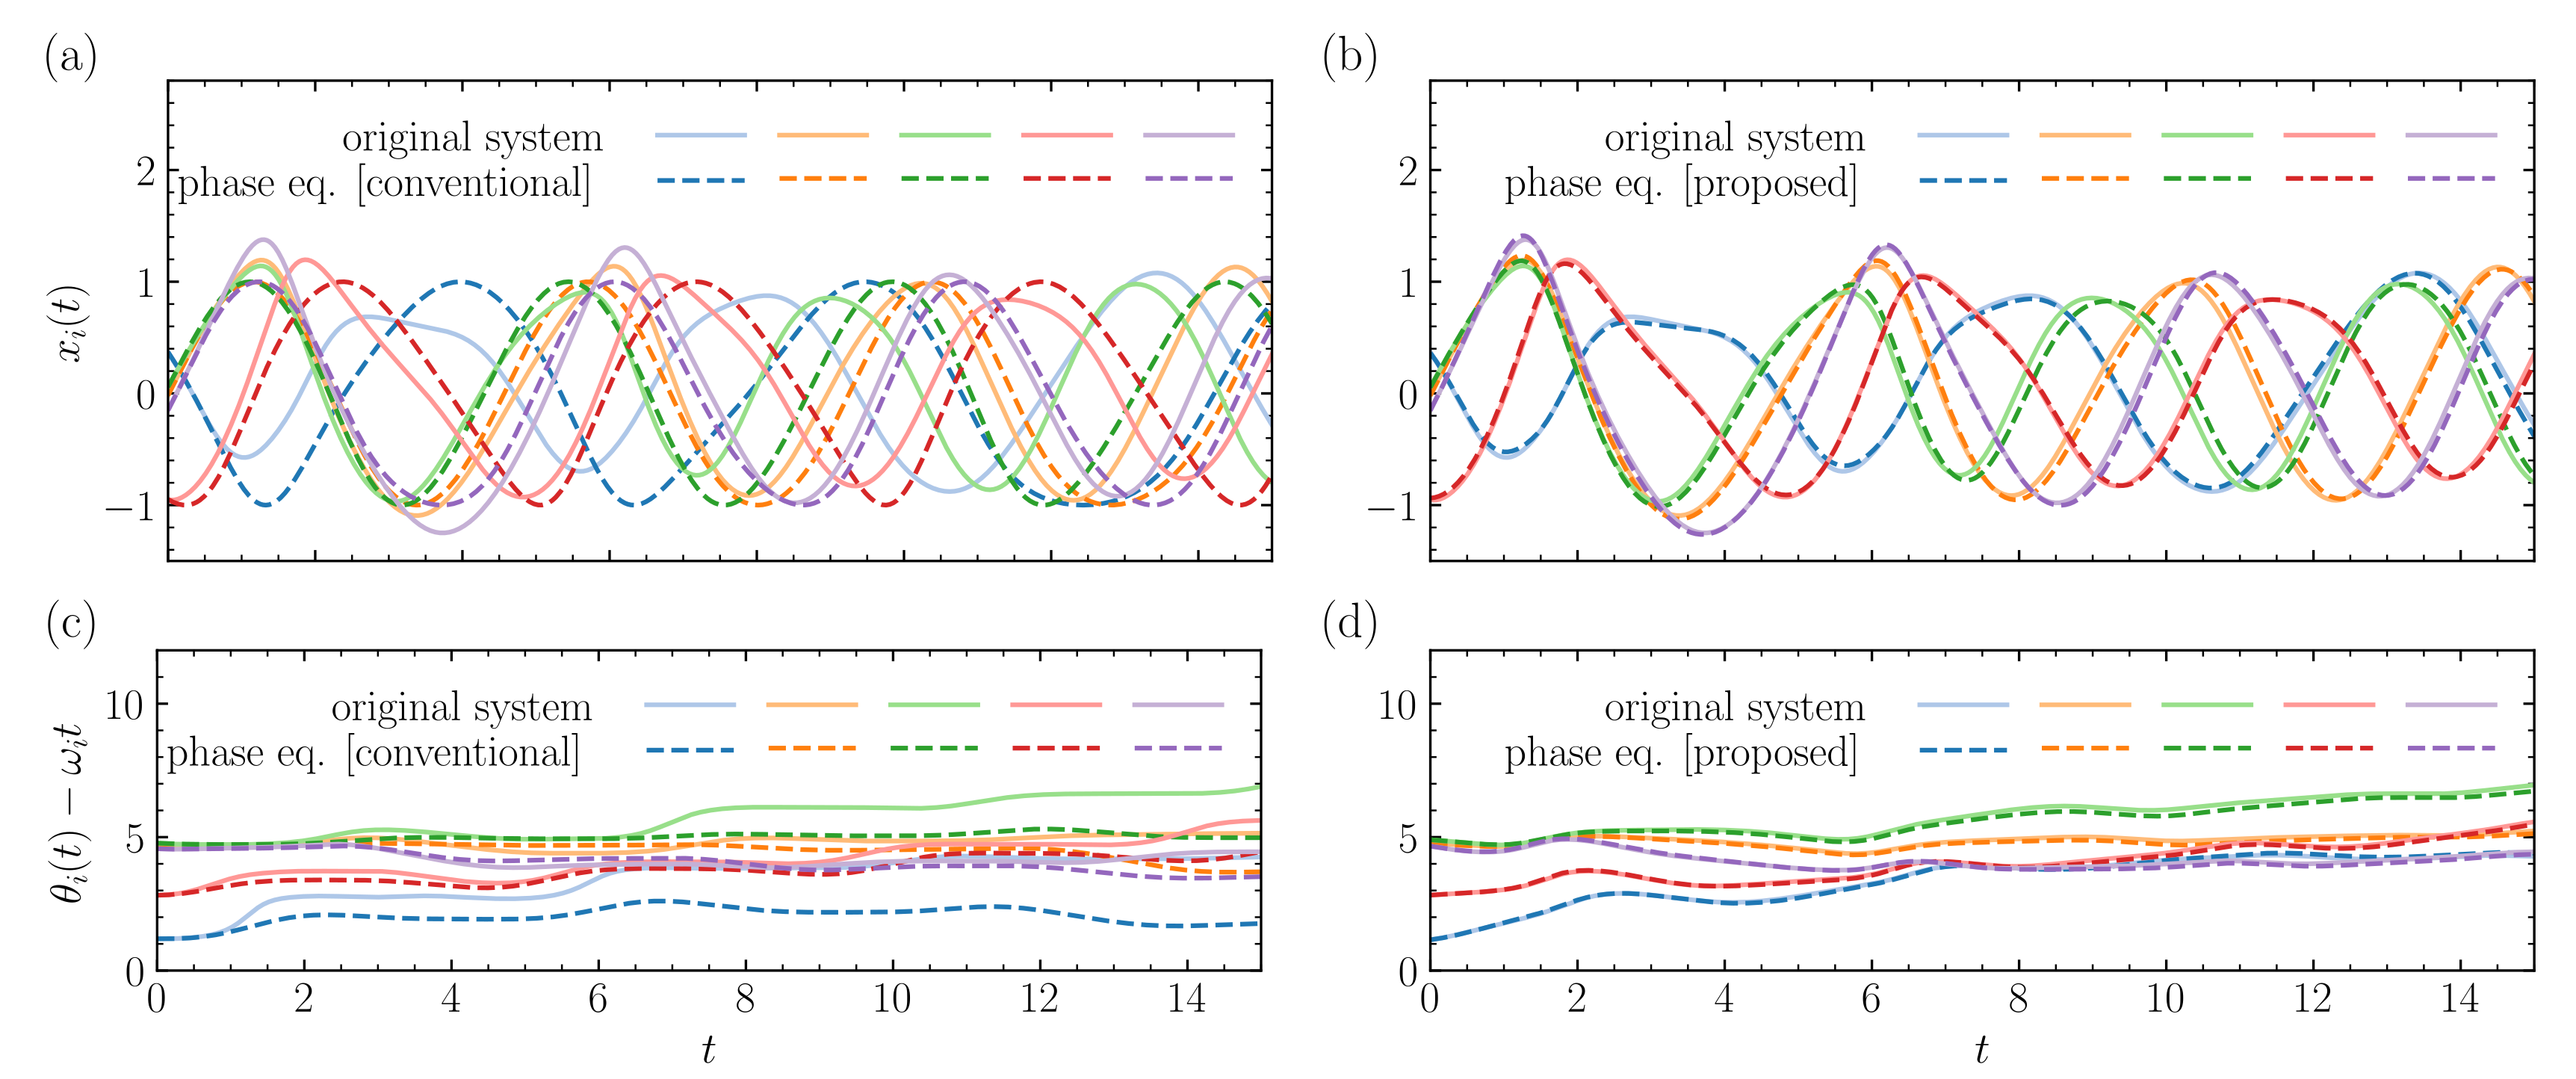 (a)
original system
phase eq. [conventional]
x_i(t)
2
1
0
−1
(b)
original system
phase eq. [proposed]
2
1
0
−1
(c)
original system
phase eq. [conventional]
θ_i(t) − ω_i t
10
5
0
0 2 4 6 8 10 12 14
t
(d)
original system
phase eq. [proposed]
10
5
0
0 2 4 6 8 10 12 14
t